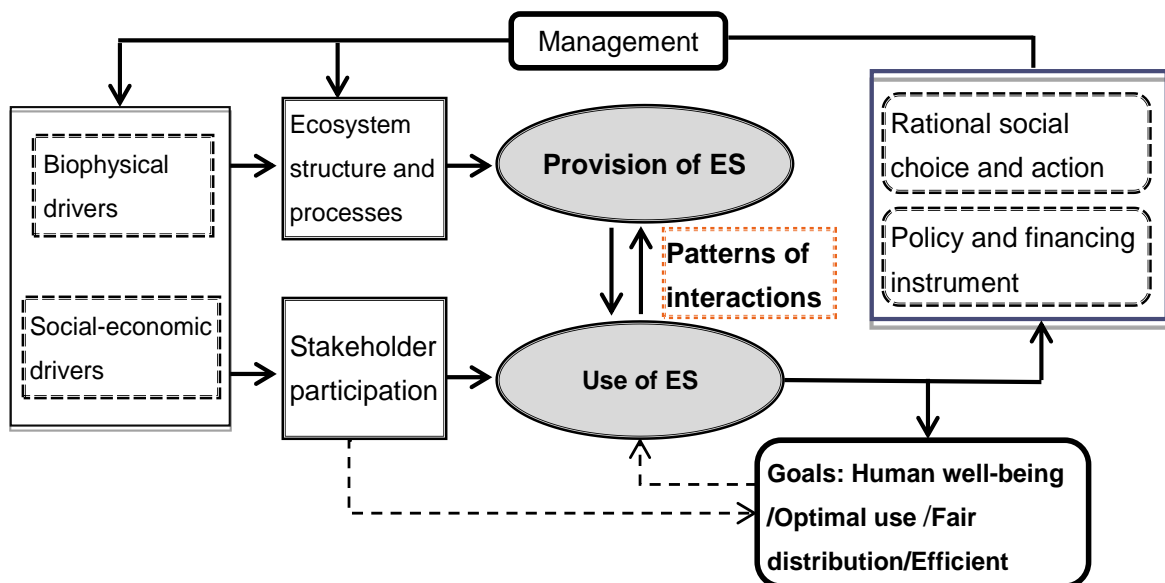 Management
Biophysical
drivers
Ecosystem
structure and
processes
Provision of ES
Rational social
choice and action
Policy and financing
instrument
Patterns of
interactions
Social-economic
drivers
Stakeholder
participation
Use of ES
Goals: Human well-being
/Optimal use /Fair
distribution/Efficient